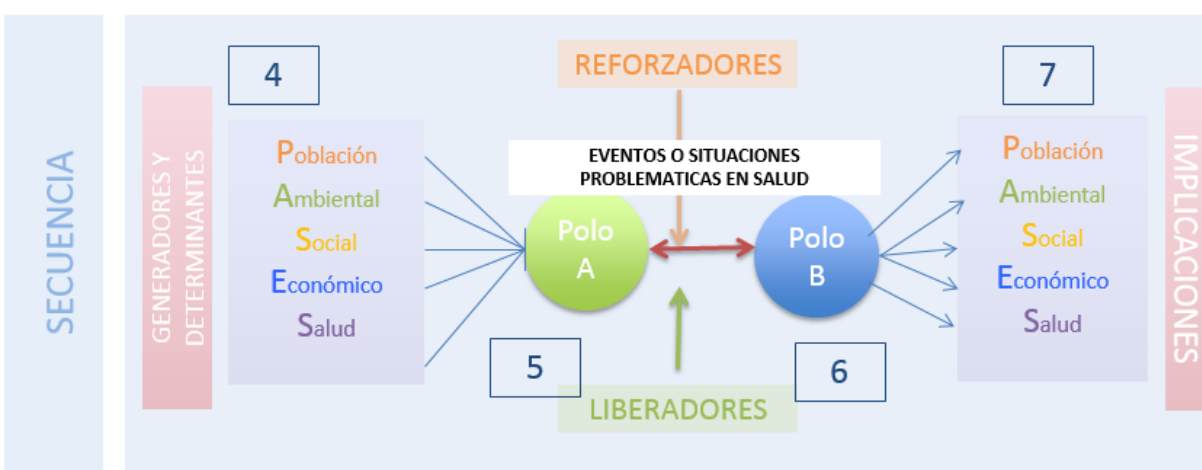 SECUENCIA
GENERADORES Y
DETERMINANTES
4
Población
Ambiental
Social
Económico
Salud
REFORZADORES
EVENTOS O SITUACIONES
PROBLEMATICAS EN SALUD
Polo
A
Polo
B
5
6
LIBERADORES
7
Población
Ambiental
Social
Económico
Salud
IMPLICACIONES